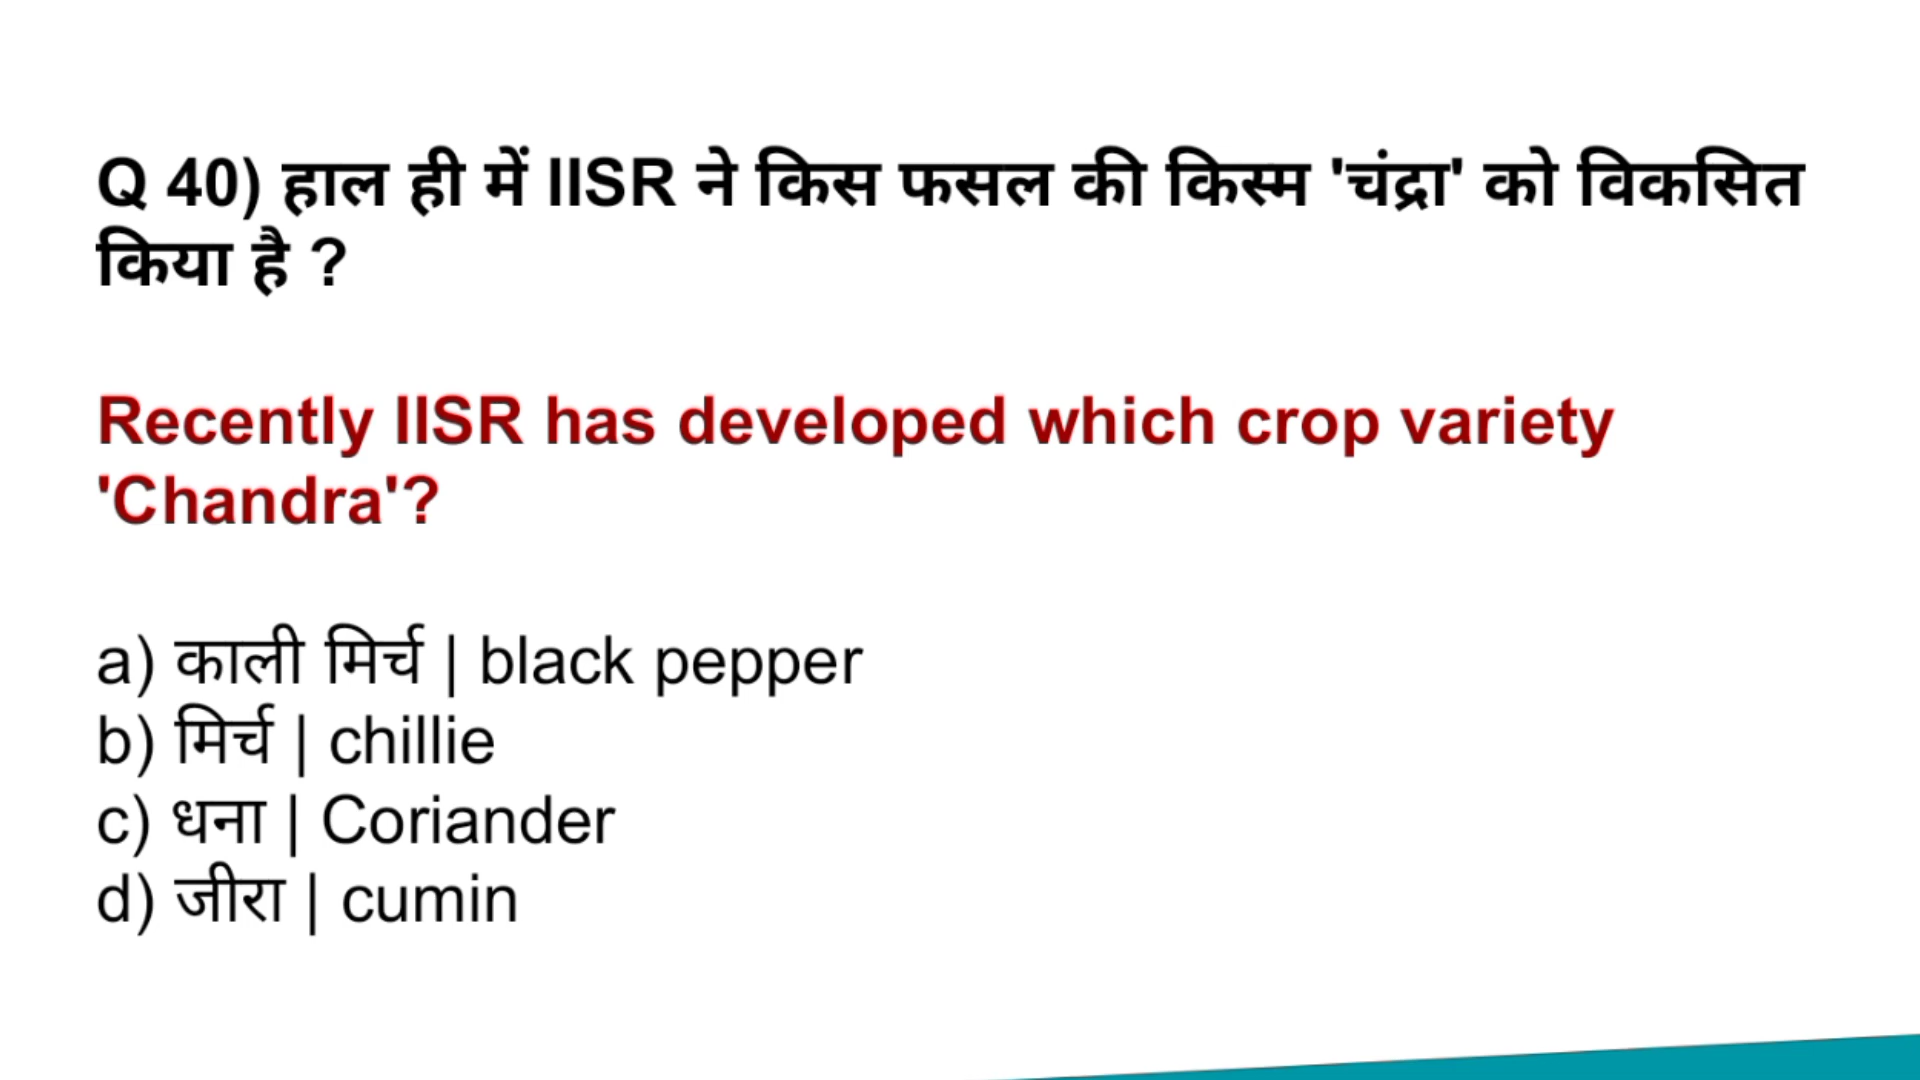 Q 40) हाल ही में IISR ने किस फसल की किस्म 'चंद्रा' को विकसित
किया है ?
Recently IISR has developed which crop variety
'Chandra'?
a) काली मिर्च | black pepper
b) मिर्च | chillie
c) धना | Coriander
d) जीरा | cumin